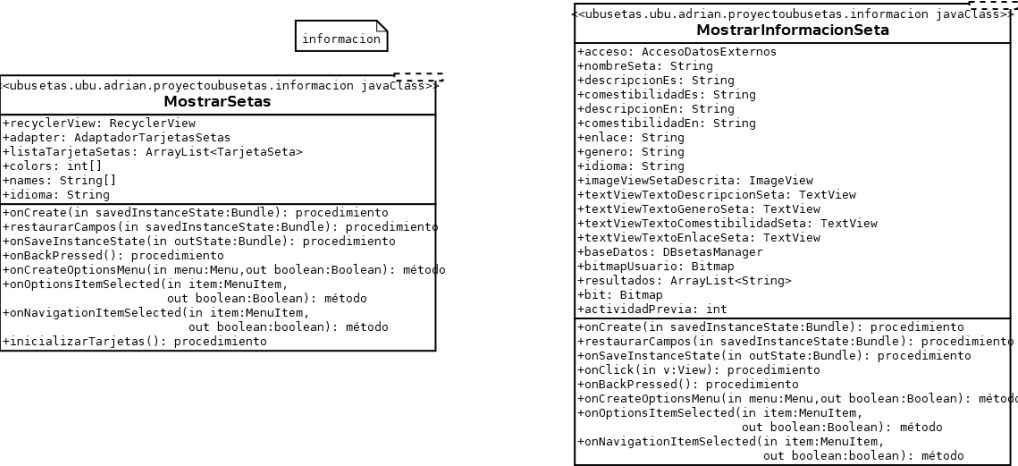 informacion
<<ubusetas.ubu.adrian.proyectoubusetas.informacion javaClass>>
MostrarSetas
+recyclerView: RecyclerView
+adapter: AdaptadorTarjetasSetas
+listaTarjetaSetas: ArrayList<TarjetaSeta>
+colors: int[]
+names: String[]
+idioma: String
+onCreate(in savedInstanceState:Bundle): procedimiento
+restaurarCampos(in savedInstanceState:Bundle): procedimiento
+onSaveInstanceState(in outState:Bundle): procedimiento
+onBackPressed(): procedimiento
+onCreateOptionsMenu(in menu:Menu,out boolean:Boolean): método
+onOptionsItemSelected(in item:MenuItem,
out boolean:Boolean): método
+onNavigationItemSelected(in item:MenuItem,
out boolean:boolean): método
+inicializarTarjetas(): procedimiento
<<ubusetas.ubu.adrian.proyectoubusetas.informacion javaClass>>
MostrarInformacionSeta
+acceso: AccesoDatosExternos
+nombreSeta: String
+descripcionEs: String
+comestibilidadEs: String
+descripcionEn: String
+comestibilidadEn: String
+enlace: String
+genero: String
+idioma: String
+imageViewSetaDescrita: ImageView
+textViewTextoDescripcionSeta: TextView
+textViewTextoGeneroSeta: TextView
+textViewTextoComestibilidadSeta: TextView
+textViewTextoEnlaceSeta: TextView
+baseDatos: DBsetasManager
+bitmapUsuario: Bitmap
+resultados: ArrayList<String>
+bit: Bitmap
+actividadPrevia: int
+onCreate(in savedInstanceState:Bundle): procedimiento
+restaurarCampos(in savedInstanceState:Bundle): procedimiento
+onSaveInstanceState(in outState:Bundle): procedimiento
+onClick(in v:View): procedimiento
+onBackPressed(): procedimiento
+onCreateOptionsMenu(in menu:Menu,out boolean:Boolean): método
+onOptionsItemSelected(in item:MenuItem,
out boolean:Boolean): método
+onNavigationItemSelected(in item:MenuItem,
out boolean:boolean): método